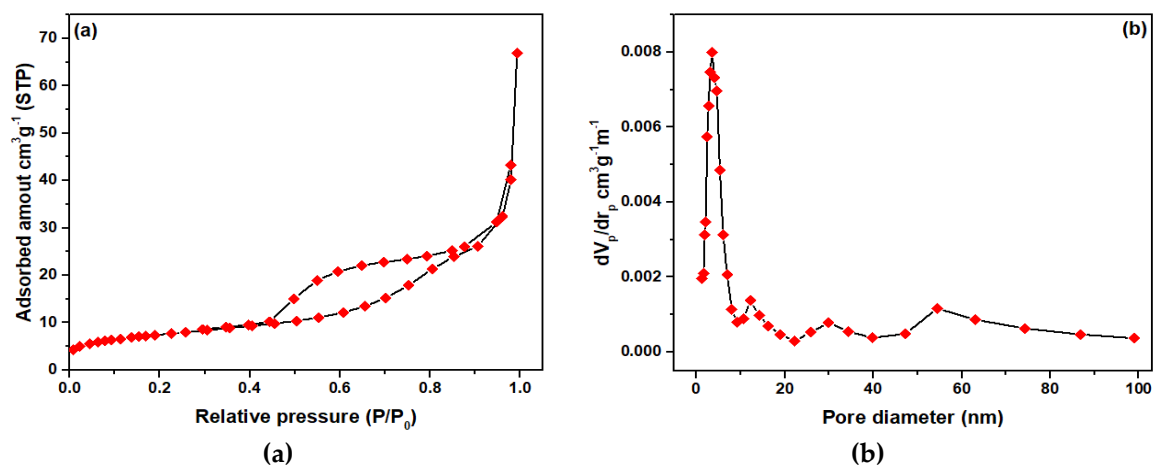 (a)
Adsorbed amout cm³g⁻¹ (STP)
70
60
50
40
30
20
10
0
0.0 0.2 0.4 0.6 0.8 1.0
Relative pressure (P/P₀)
(a)
(b)
dVₚ/drₚ cm³g⁻¹m⁻¹
0.008
0.006
0.004
0.002
0.000
0 20 40 60 80 100
Pore diameter (nm)
(b)